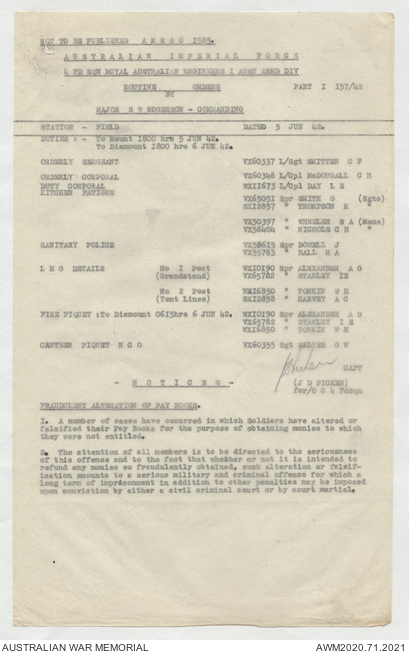 NOT TO BE PUBLISHED A N R & O 1585.
AUSTRALIAN IMPERIAL FORCE
4 FD SQN ROYAL AUSTRALIAN ENGINEERS I AUST ARMD DIV
ROUTINE ORDERS PART I 157/42
BY
MAJOR S W ROGERSON - COMMANDING
STATION - FIELD DATED 5 JUN 42.
DUTIES : - To Mount 1800 hrs 5 JUN 42.
To Dismount 1800 hrs 6 JUN 42.
ORDERLY SERGEANT VX60337 L/Sgt SMITTEN C F
ORDERLY CORPORAL VX60348 L/Cpl McDOUGALL C H
DUTY CORPORAL WX11673 L/Cpl DAY L E
KITCHEN FATIGUE VX65051 Spr SMITH G (Sgts)
SX12857 " THOMPSON R "
VX50397 " WHEELER S A (Mens)
VX58404 " NICHOLS C H "
SANITARY POLICE VX58615 Spr DOWELL J
VX55783 " BALL H A
L M G DETAILS No 1 Post WX10190 Spr ALEXANDER A G
(Grandstand) VX65782 " STANLEY I E
No 2 Post WX16850 " TONKIN W H
(Tent Lines) SX12858 " HARVEY A C
FIRE PIQUET :To Dismount 0615hrs 6 JUN 42. WX10190 Spr ALEXANDER A G
VX65782 " STANLEY I E
WX16850 " TONKIN W H
CANTEEN PIQUET N C O VX60355 Sgt G W
CAPT
- NOTICES - (J D PICKEN)
for/O C 4 FdSqn
FRAUDULENT ALTERATION OF PAY BOOKS.
1. A number of cases have occurred in which Soldiers have altered or
falsified their Pay Books for the purpose of obtaining monies to which
they were not entitled.
2. The attention of all members is to be directed to the seriousness
of this offense and to the fact that whether or not it is intended to
refund any monies so fraudulently obtained, such alteration or falsif-
ication amounts to a serious military and criminal offense for which a
long term of imprisonment in addition to other penalties may be imposed
upon conviction by either a civil criminal court or by court martial.
AUSTRALIAN WAR MEMORIAL AWM2020.71.2021